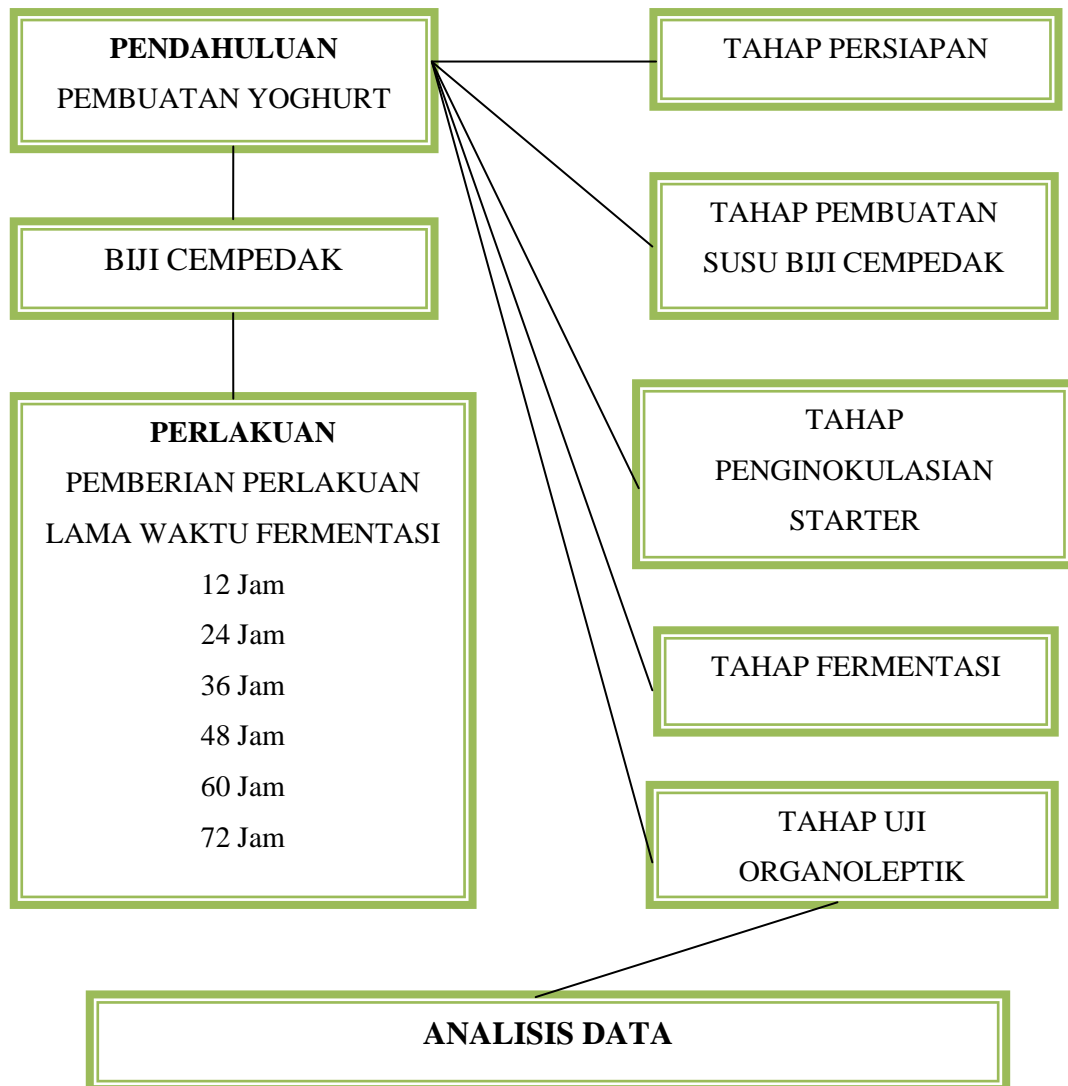 PENDAHULUAN
PEMBUATAN YOGHURT
BIJI CEMPEDAK
PERLAKUAN
PEMBERIAN PERLAKUAN
LAMA WAKTU FERMENTASI
12 Jam
24 Jam
36 Jam
48 Jam
60 Jam
72 Jam
TAHAP PERSIAPAN
TAHAP PEMBUATAN
SUSU BIJI CEMPEDAK
TAHAP
PENGINOKULASIAN
STARTER
TAHAP FERMENTASI
TAHAP UJI
ORGANOLEPTIK
ANALISIS DATA